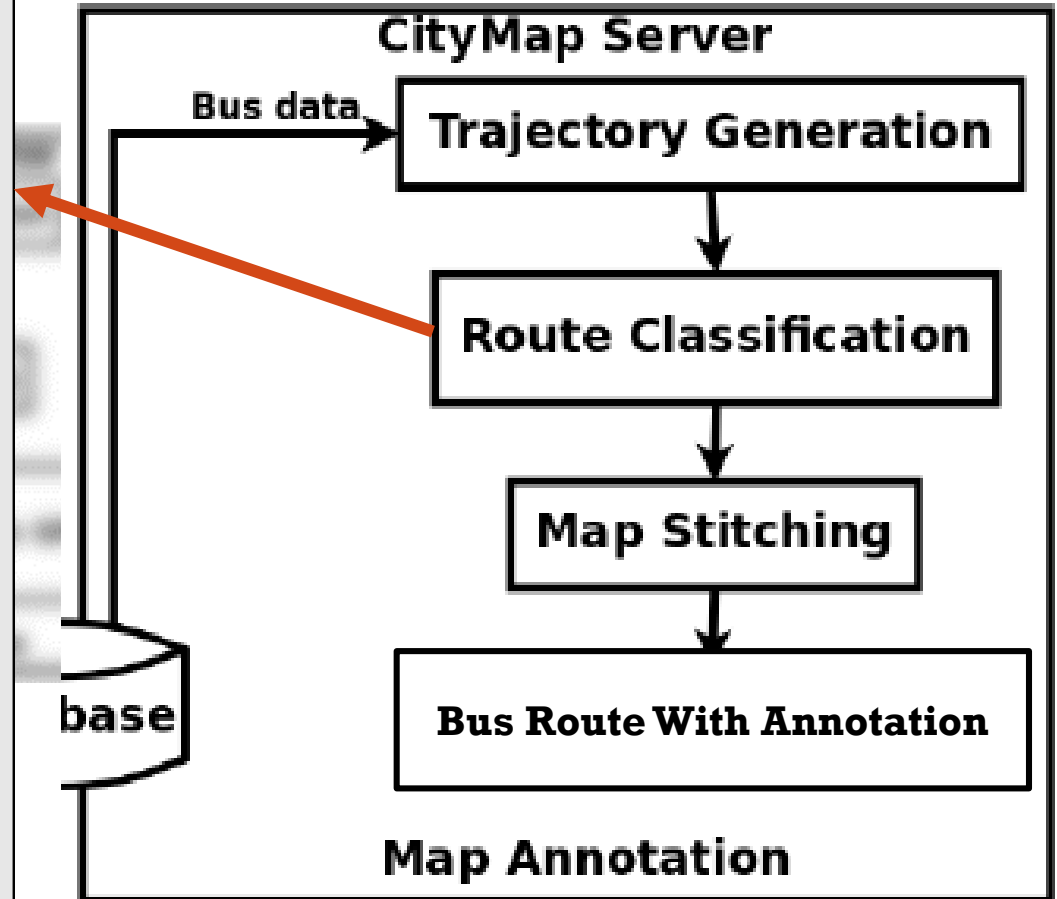 CityMap Server
Bus data
Trajectory Generation
Route Classification
Map Stitching
base
Bus Route With Annotation
Map Annotation